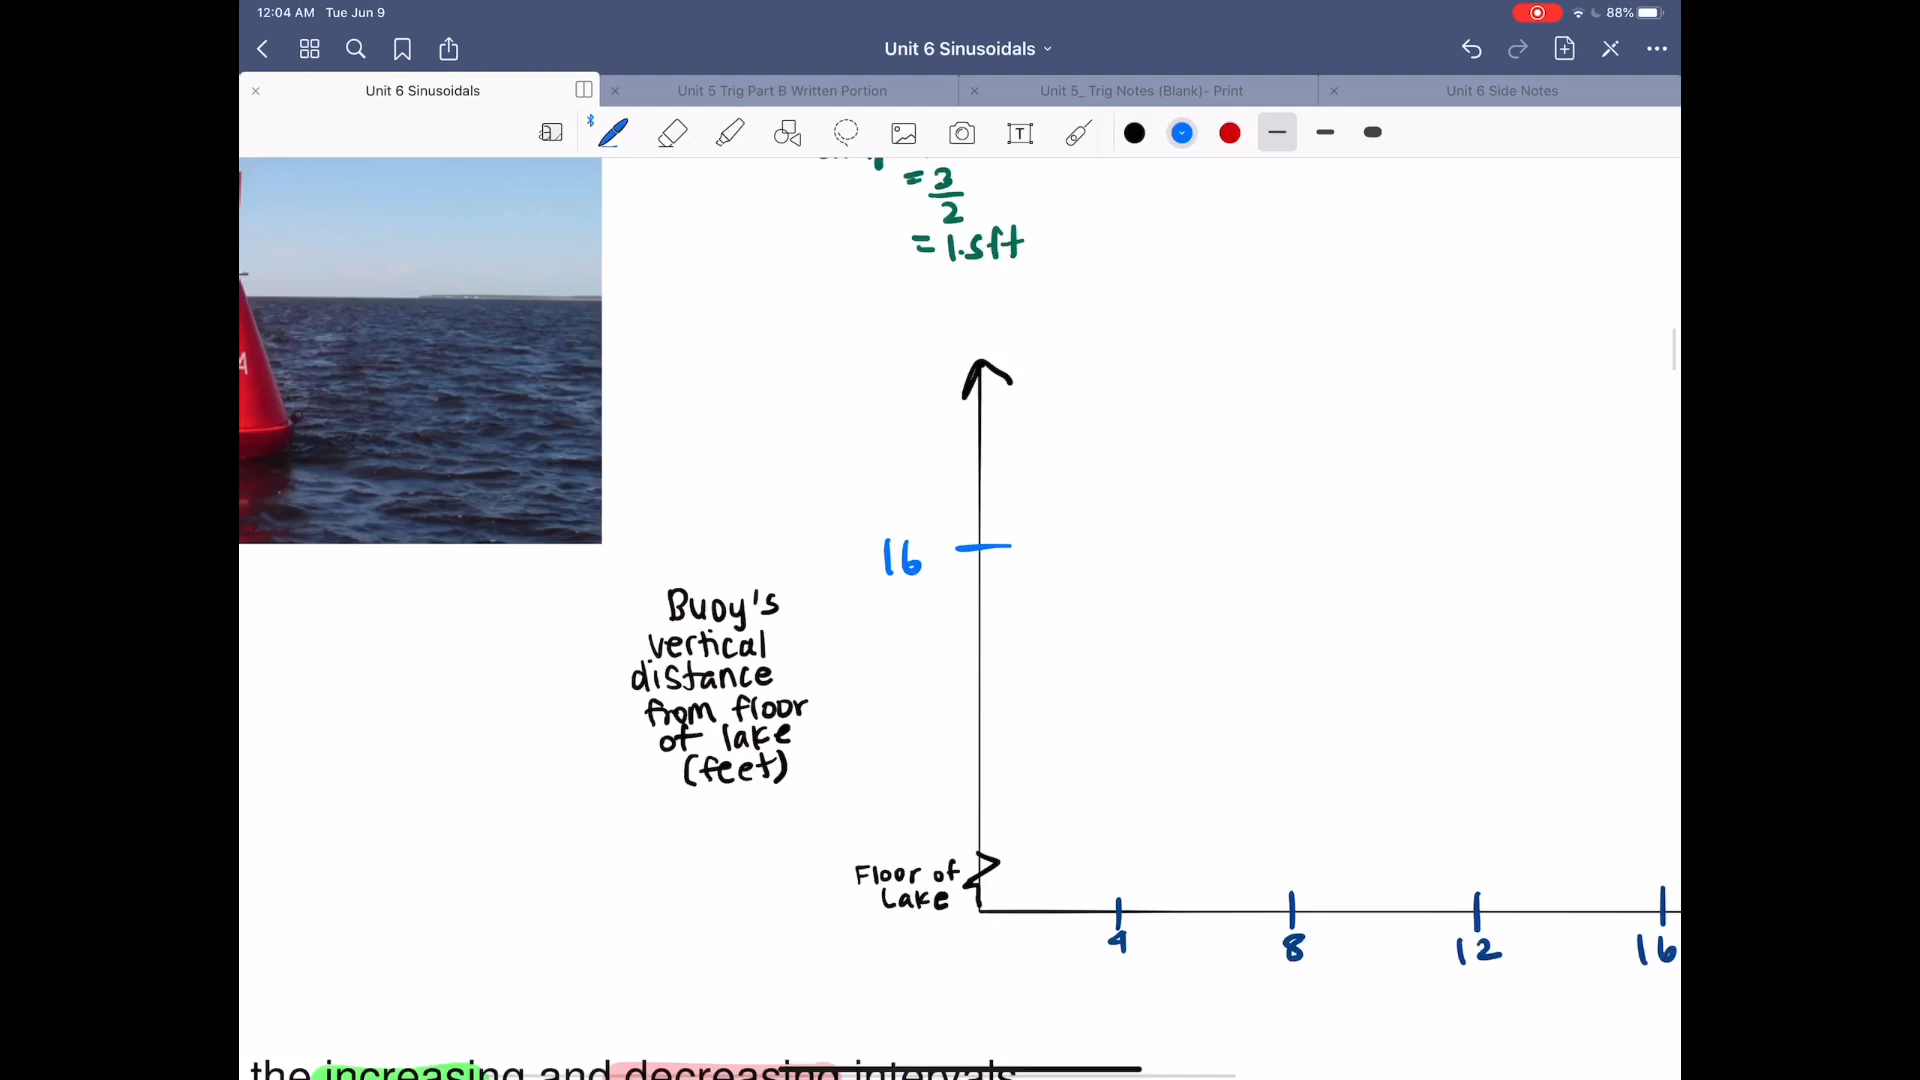 12:04 AM Tue Jun 9
88%
Unit 6 Sinusoidals
Unit 6 Sinusoidals
Unit 5 Trig Part B Written Portion
Unit 5_ Trig Notes (Blank)- Print
Unit 6 Side Notes
= 3
2
= 1.5ft
16
Buoy's
vertical
distance
from floor
of lake
(feet)
Floor of
Lake
4
8
12
16
the increasing and decreasing intervals